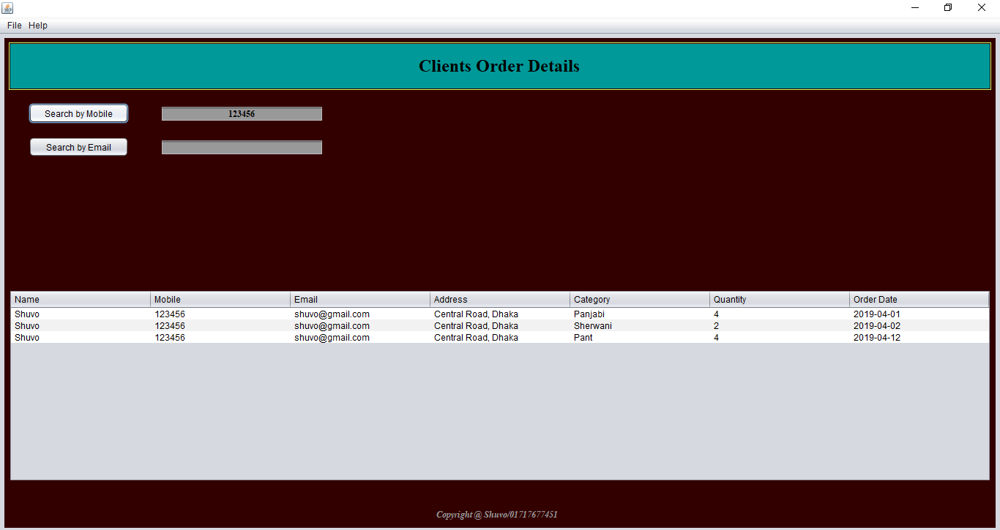 File Help
Clients Order Details
Search by Mobile 123456
Search by Email
Name Mobile Email Address Category Quantity Order Date
Shuvo 123456 shuvo@gmail.com Central Road, Dhaka Panjabi 4 2019-04-01
Shuvo 123456 shuvo@gmail.com Central Road, Dhaka Sherwani 2 2019-04-02
Shuvo 123456 shuvo@gmail.com Central Road, Dhaka Pant 4 2019-04-12
Copyright @ Shuvo/01717677451